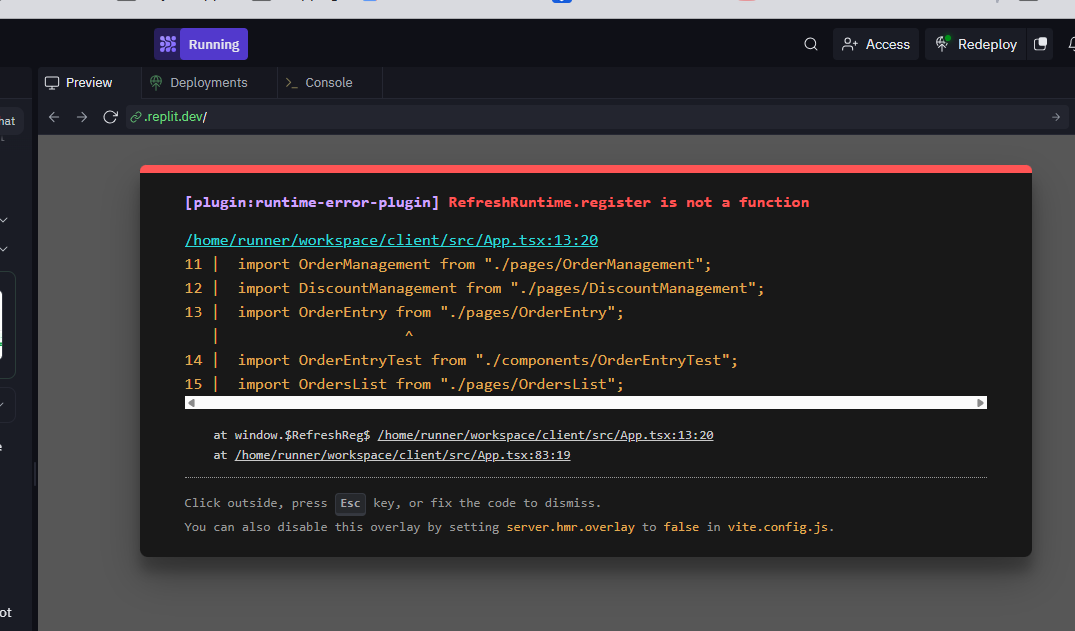 Running
Access
Redeploy
Preview
Deployments
>_ Console
hat
.replit.dev/
[plugin:runtime-error-plugin] RefreshRuntime.register is not a function
/home/runner/workspace/client/src/App.tsx:13:20
11 |  import OrderManagement from "./pages/OrderManagement";
12 |  import DiscountManagement from "./pages/DiscountManagement";
13 |  import OrderEntry from "./pages/OrderEntry";
   |                     ^
14 |  import OrderEntryTest from "./components/OrderEntryTest";
15 |  import OrdersList from "./pages/OrdersList";
at window.$RefreshReg$ /home/runner/workspace/client/src/App.tsx:13:20
at /home/runner/workspace/client/src/App.tsx:83:19
Click outside, press Esc key, or fix the code to dismiss.
You can also disable this overlay by setting server.hmr.overlay to false in vite.config.js.
ot